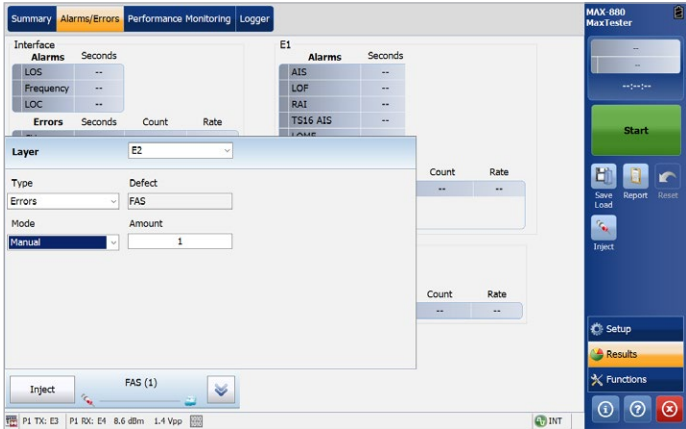 Summary Alarms/Errors Performance Monitoring Logger
Interface
Alarms Seconds
LOS --
Frequency --
LOC --
Errors Seconds Count Rate
E1
Alarms Seconds
AIS --
LOF --
RAI --
TS16 AIS --
Layer E2
Type Defect
Errors FAS
Mode Amount
Manual 1
Count Rate
-- --
Count Rate
-- --
Inject FAS (1)
P1 TX: E3 P1 RX: E4 8.6 dBm 1.4 Vpp INT
MAX-880
MaxTester
--
--
--:--:--
Start
Save Load Report Reset
Inject
Setup
Results
Functions